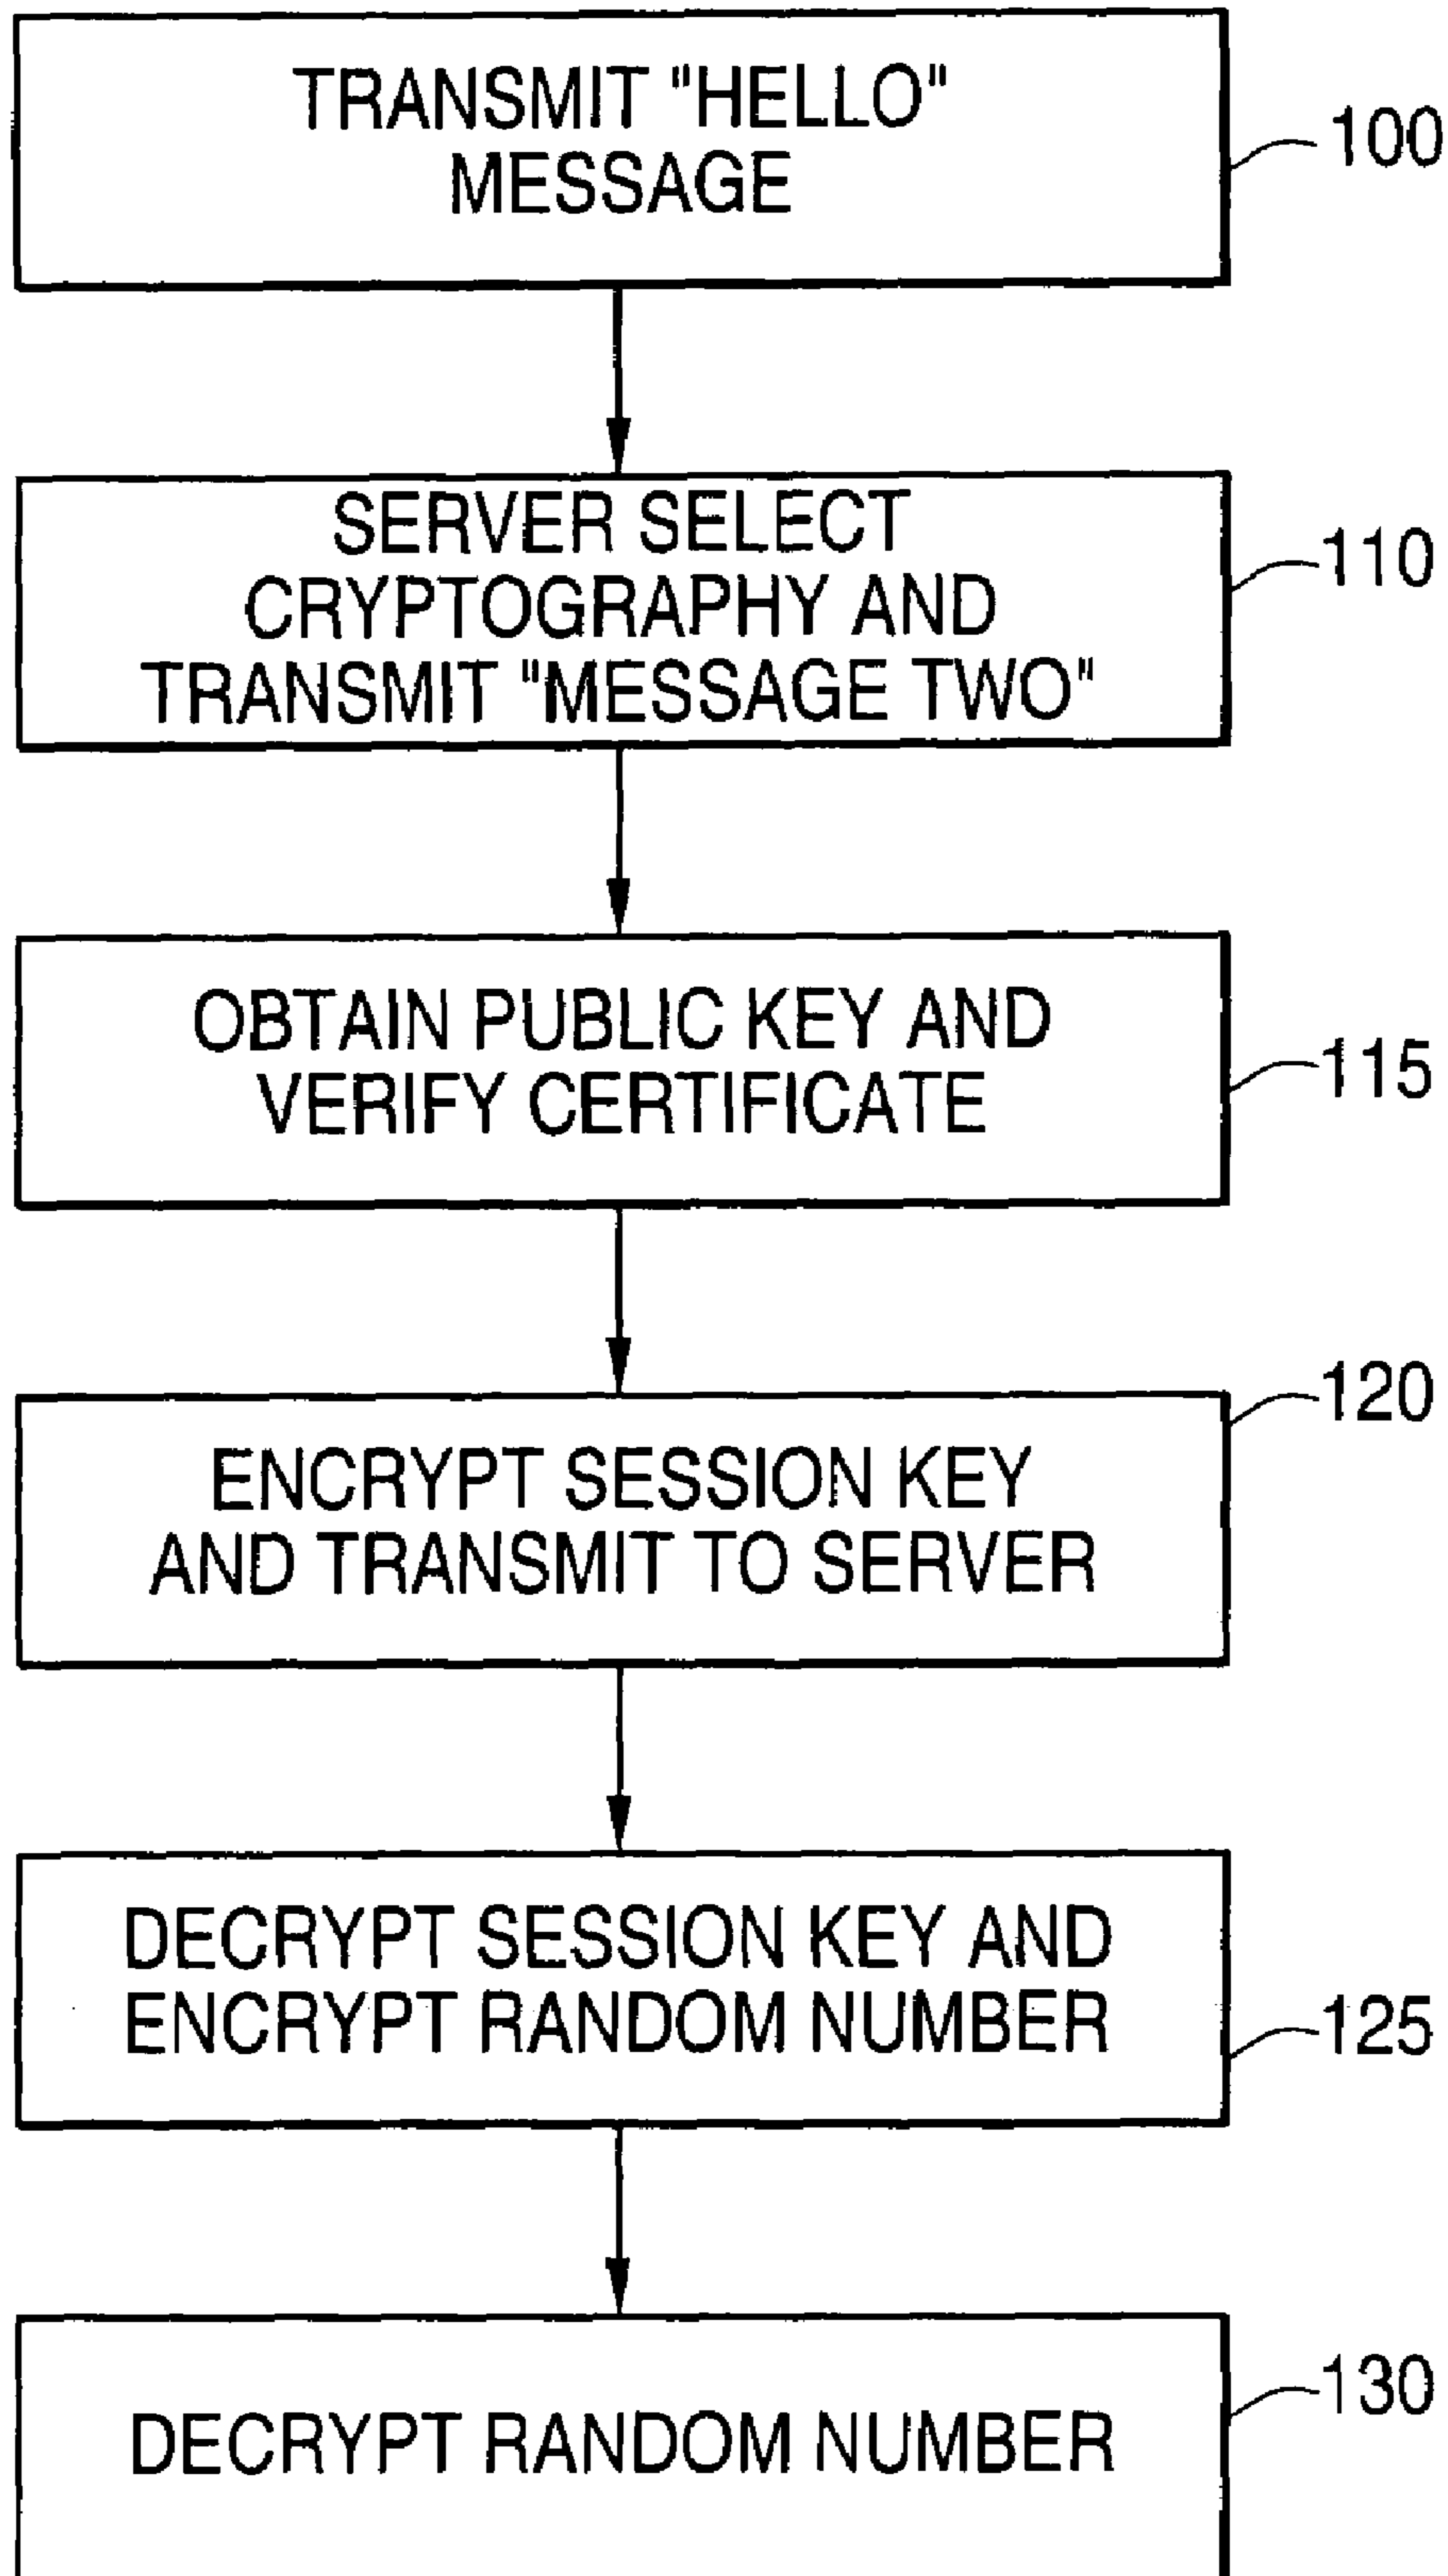 TRANSMIT "HELLO"
MESSAGE
100
SERVER SELECT
CRYPTOGRAPHY AND
TRANSMIT "MESSAGE TWO"
110
OBTAIN PUBLIC KEY AND
VERIFY CERTIFICATE
115
ENCRYPT SESSION KEY
AND TRANSMIT TO SERVER
120
DECRYPT SESSION KEY AND
ENCRYPT RANDOM NUMBER
125
DECRYPT RANDOM NUMBER
130